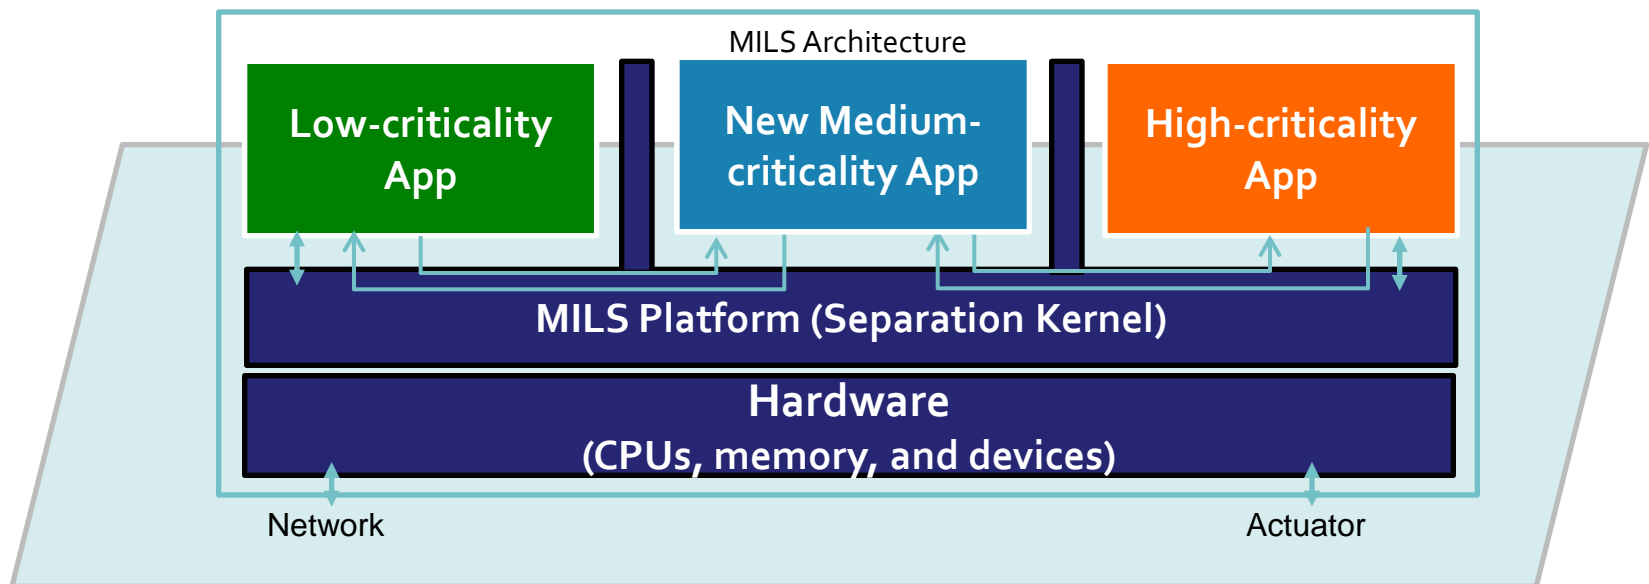 MILS Architecture
Low-criticality
App
New Medium-
criticality App
High-criticality
App
MILS Platform (Separation Kernel)
Hardware
(CPUs, memory, and devices)
Network
Actuator